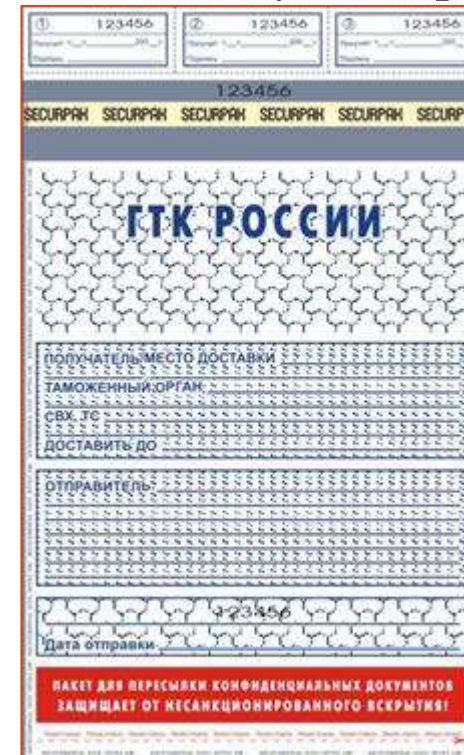 ① 123456 ② 123456 ③ 123456
123456
SECURPAK SECURPAK SECURPAK SECURPAK SECURPAK SECURP
ГТК РОССИИ
ПОЛУЧАТЕЛЬ/МЕСТО ДОСТАВКИ
ТАМОЖЕННЫЙ ОРГАН
СВХ, ТС
ДОСТАВИТЬ ДО
ОТПРАВИТЕЛЬ
123456
Дата отправки
ПАКЕТ ДЛЯ ПЕРЕСЫЛКИ КОНФИДЕНЦИАЛЬНЫХ ДОКУМЕНТОВ
ЗАЩИЩАЕТ ОТ НЕСАНКЦИОНИРОВАННОГО ВСКРЫТИЯ!